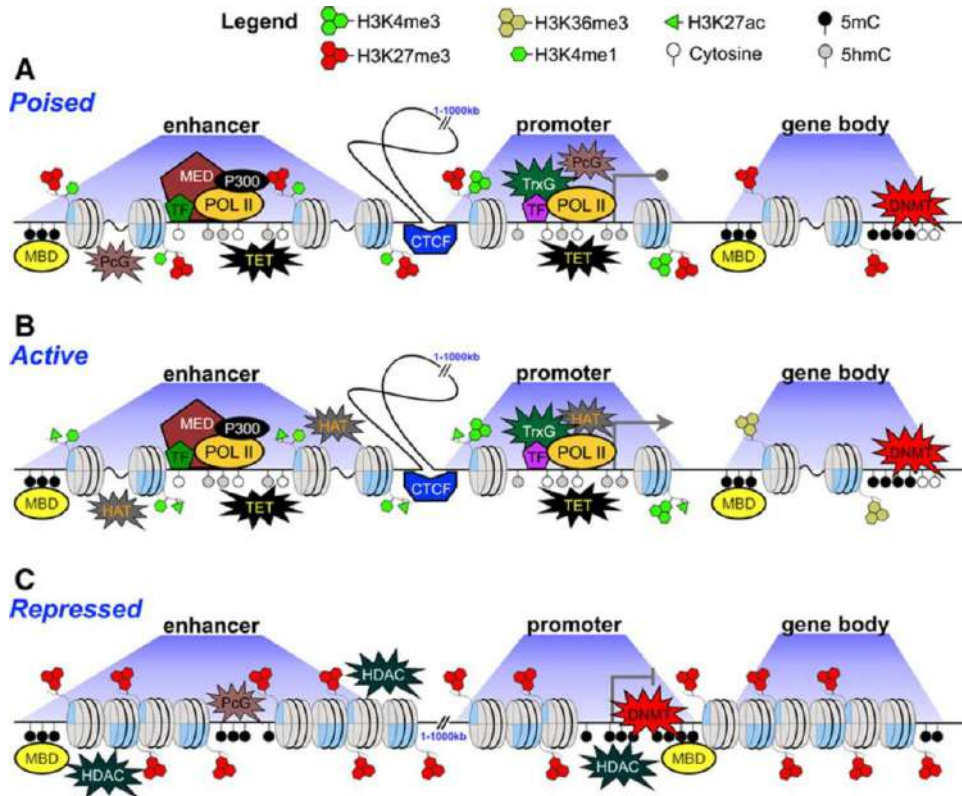 Legend H3K4me3 H3K36me3 H3K27ac 5mC
H3K27me3 H3K4me1 Cytosine 5hmC
A
Poised
1-1000kb
enhancer promoter gene body
MED P300 TrxG PcG
TF POL II TF POL II DNMT
MBD PcG TET CTCF TET MBD
B
Active
1-1000kb
enhancer promoter gene body
MED P300 HAT TrxG HAT
TF POL II TF POL II DNMT
MBD HAT TET CTCF TET MBD
C
Repressed
enhancer promoter gene body
HDAC
PcG DNMT
1-1000kb
MBD HDAC HDAC MBD